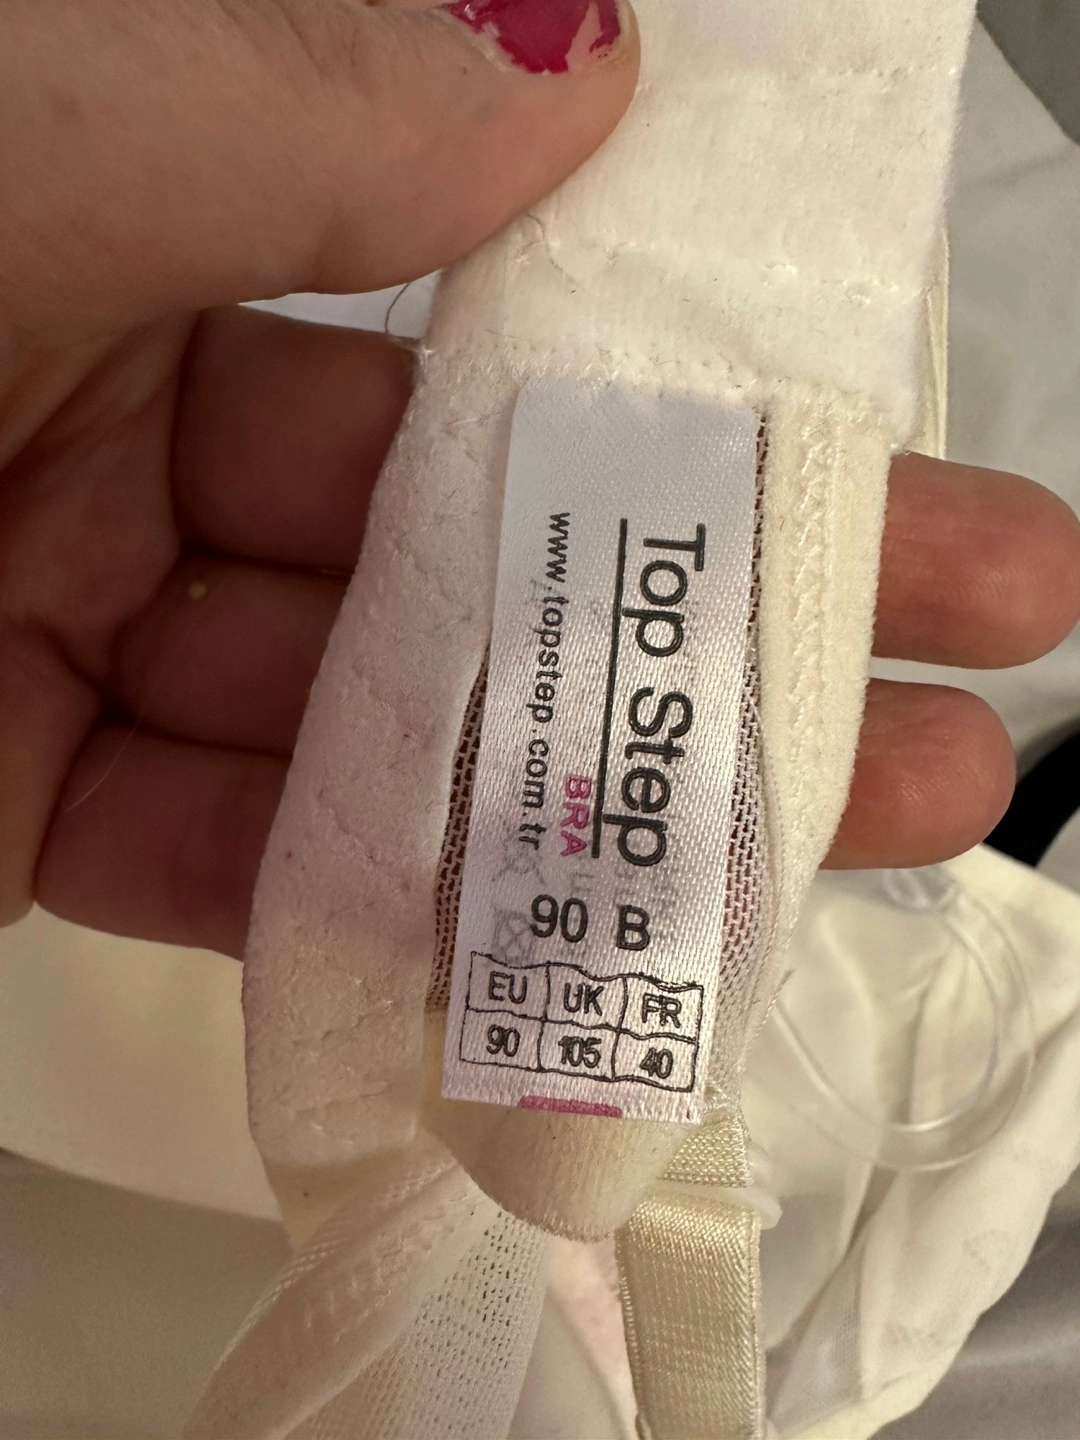 Top Step
BRA
www.topstep.com.tr
90 B
EU UK FR
90 105 40